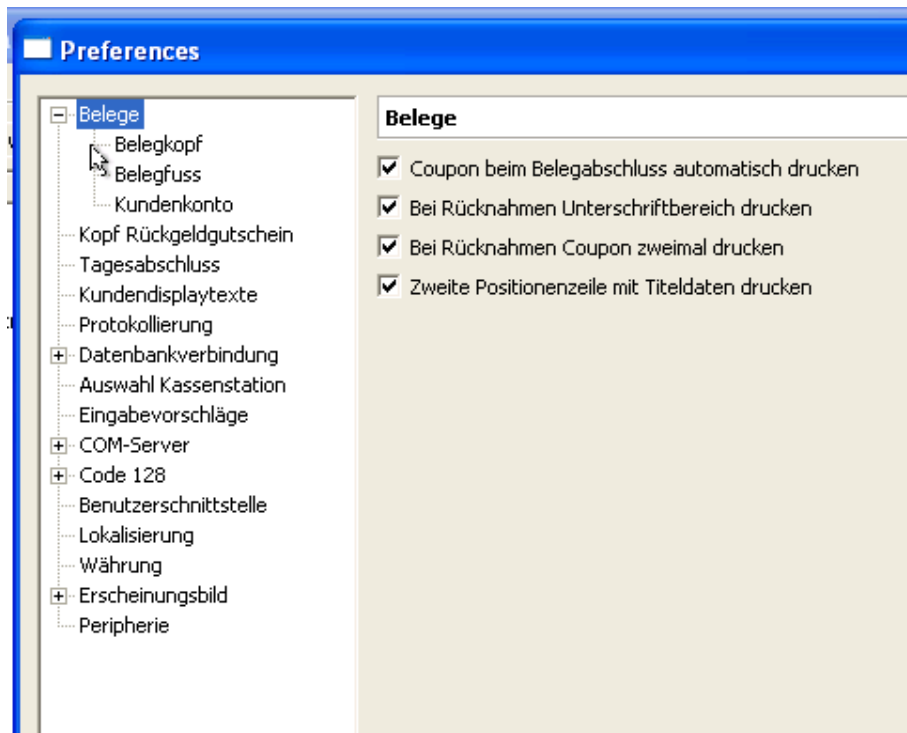 Preferences
Belege
Belegkopf
Belegfuss
Kundenkonto
Kopf Rückgeldgutschein
Tagesabschluss
Kundendisplaytexte
Protokollierung
Datenbankverbindung
Auswahl Kassenstation
Eingabevorschläge
COM-Server
Code 128
Benutzerschnittstelle
Lokalisierung
Währung
Erscheinungsbild
Peripherie
Belege
Coupon beim Belegabschluss automatisch drucken
Bei Rücknahmen Unterschriftbereich drucken
Bei Rücknahmen Coupon zweimal drucken
Zweite Positionenzeile mit Titeldaten drucken